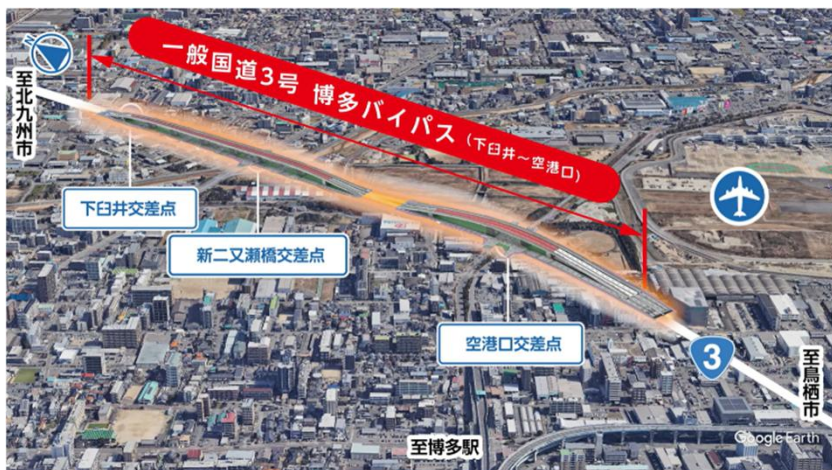 N
至北九州市
一般国道3号 博多バイパス(下臼井～空港口)
下臼井交差点
新二又瀬橋交差点
空港口交差点
3
至鳥栖市
至博多駅
Google Earth